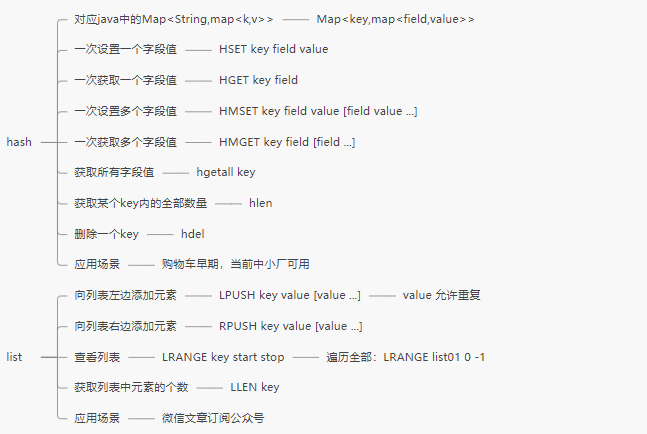 对应java中的Map<String,map<k,v>> Map<key,map<field,value>>
一次设置一个字段值 HSET key field value
一次获取一个字段值 HGET key field
一次设置多个字段值 HMSET key field value [field value ...]
hash 一次获取多个字段值 HMGET key field [field ...]
获取所有字段值 hgetall key
获取某个key内的全部数量 hlen
删除一个key hdel
应用场景 购物车早期，当前中小厂可用
向列表左边添加元素 LPUSH key value [value ...] value 允许重复
向列表右边添加元素 RPUSH key value [value ...]
list 查看列表 LRANGE key start stop 遍历全部：LRANGE list01 0 -1
获取列表中元素的个数 LLEN key
应用场景 微信文章订阅公众号